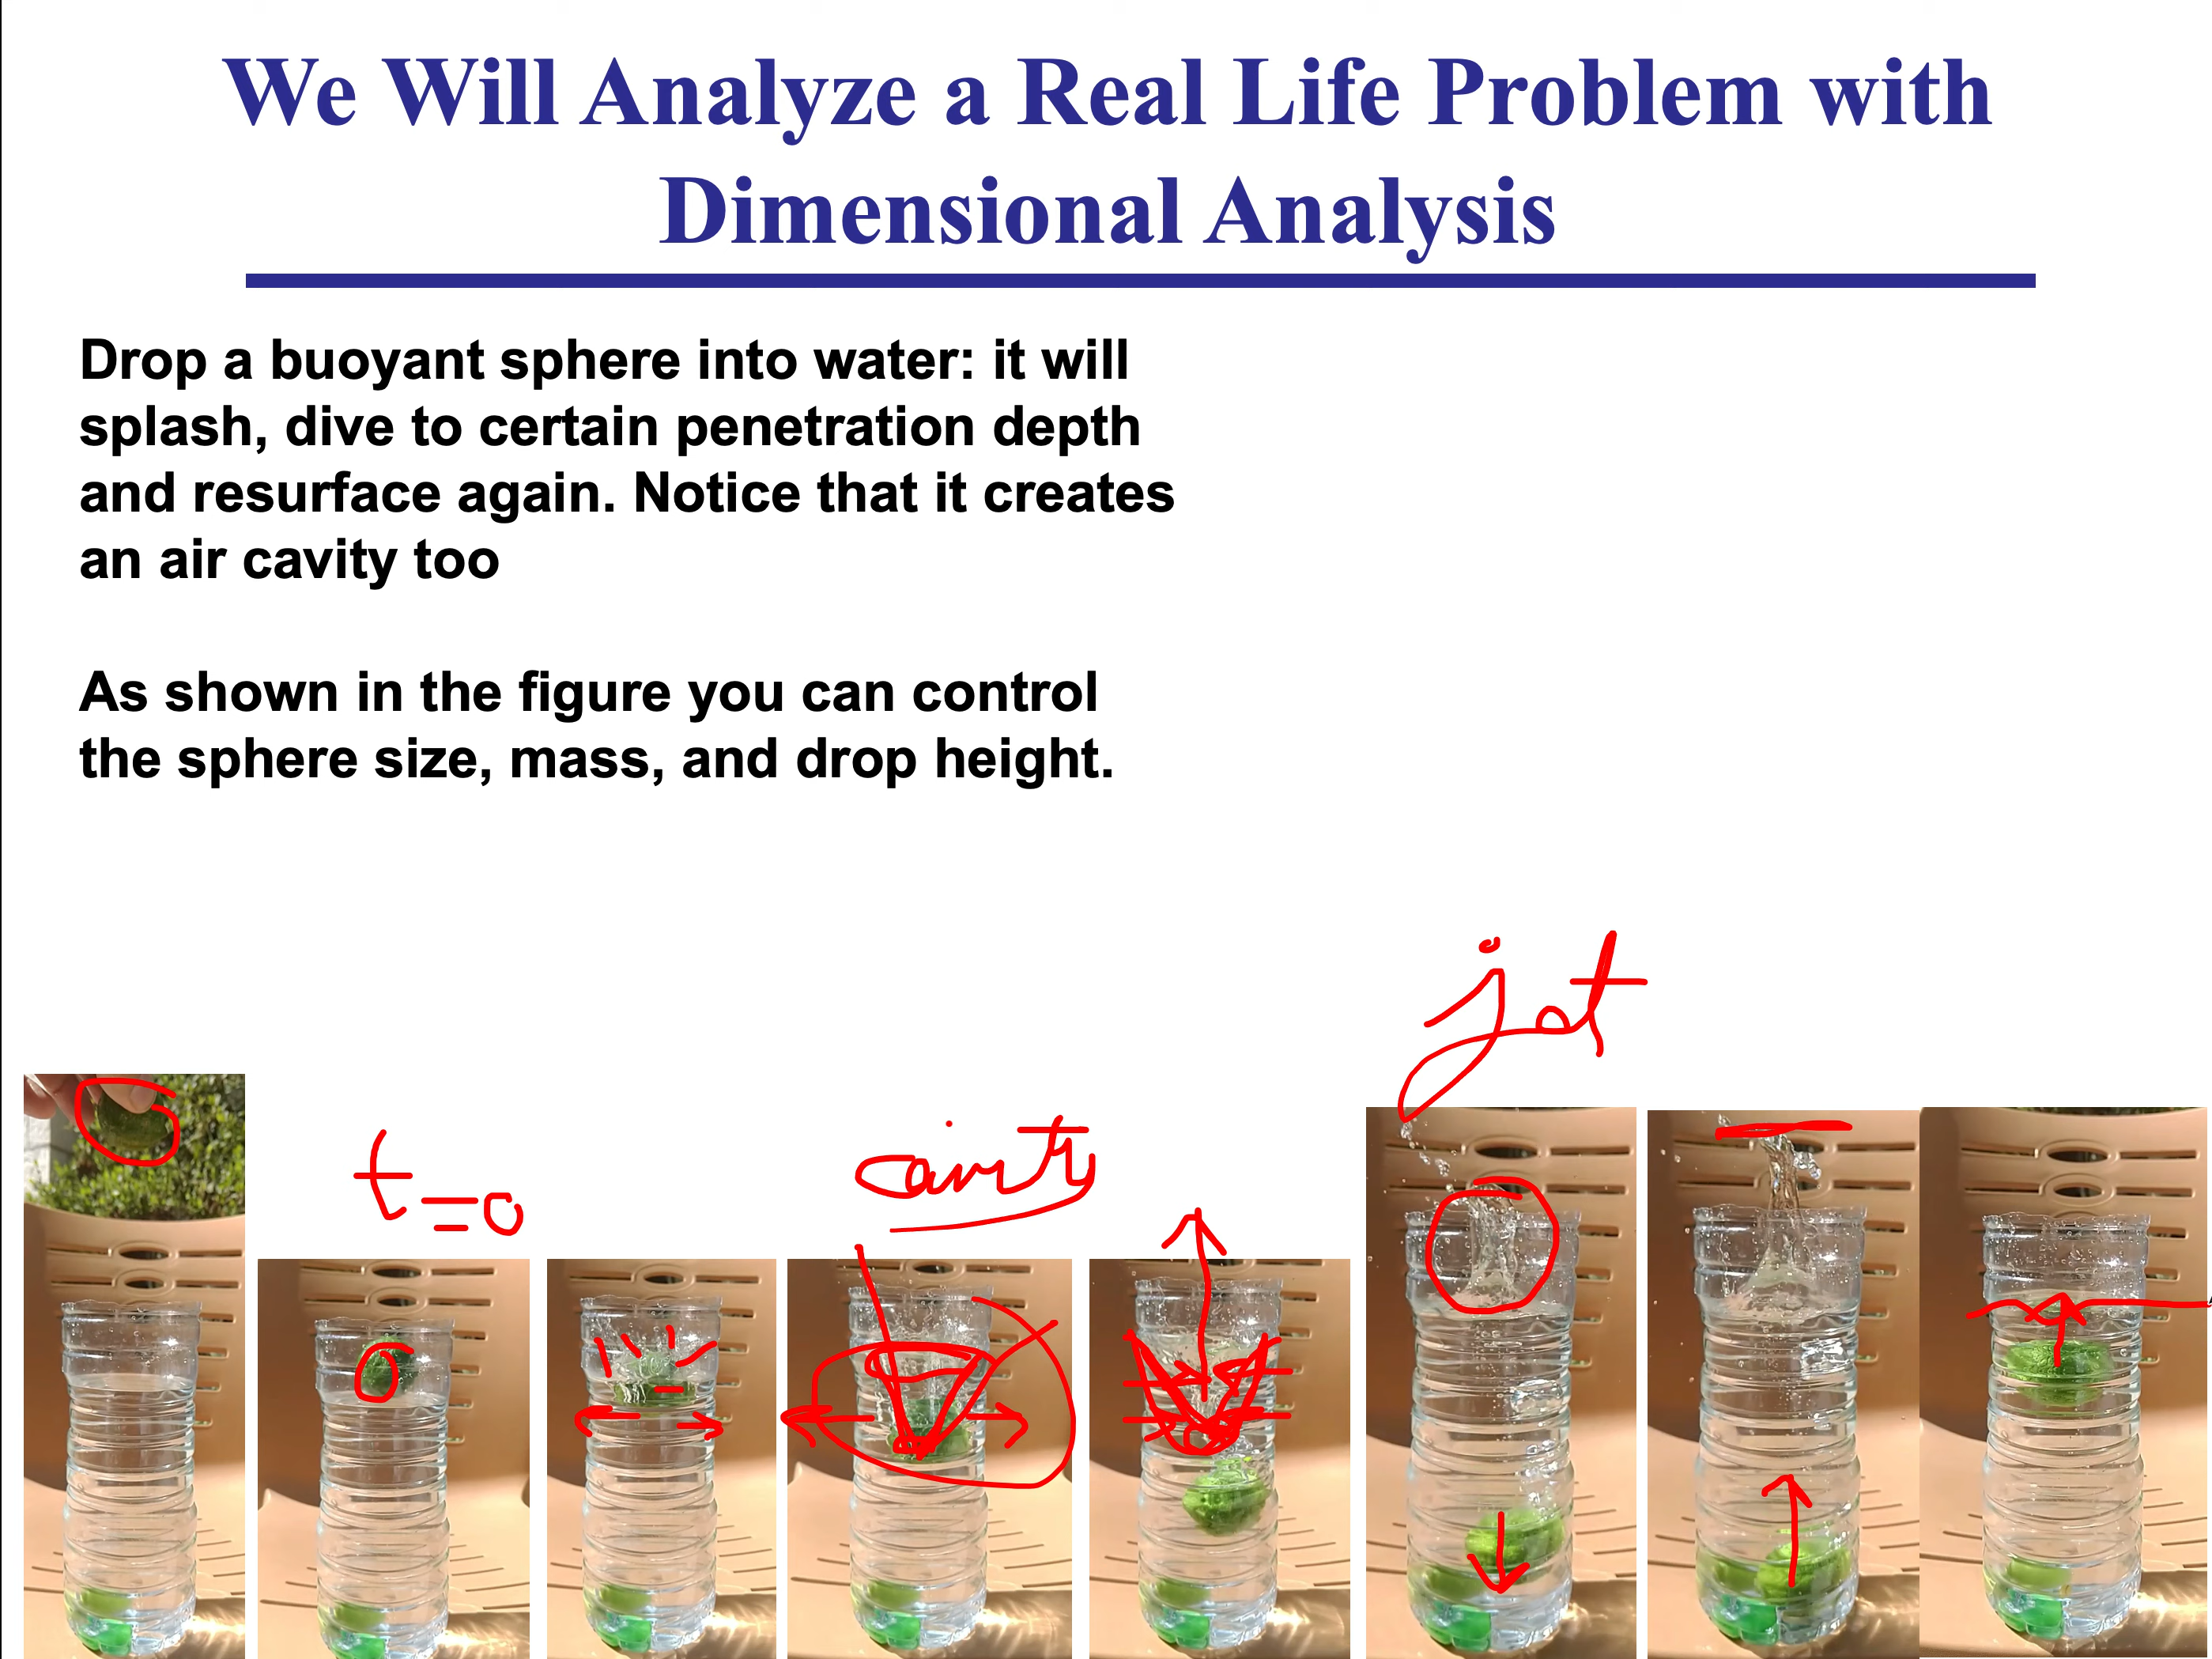 We Will Analyze a Real Life Problem with
Dimensional Analysis
Drop a buoyant sphere into water: it will
splash, dive to certain penetration depth
and resurface again. Notice that it creates
an air cavity too
As shown in the figure you can control
the sphere size, mass, and drop height.
jet
t=0
cavity